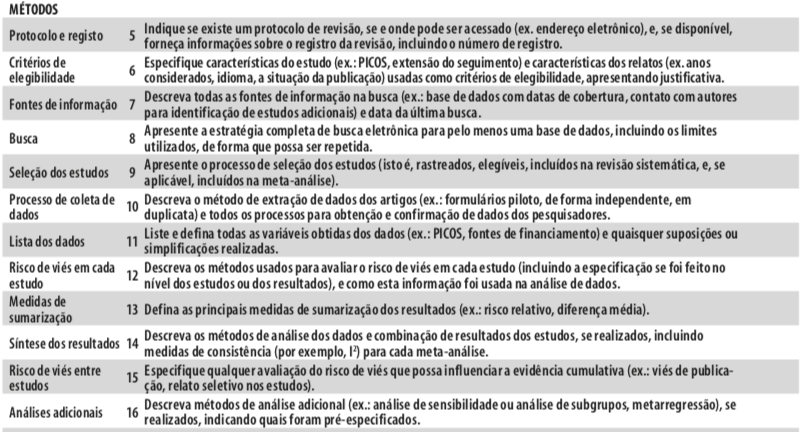 MÉTODOS
Protocolo e registo 5 Indique se existe um protocolo de revisão, se e onde pode ser acessado (ex. endereço eletrônico), e, se disponível,
forneça informações sobre o registro da revisão, incluindo o número de registro.
Critérios de
elegibilidade 6 Especifique características do estudo (ex.: PICOS, extensão do seguimento) e características dos relatos (ex. anos
considerados, idioma, a situação da publicação) usadas como critérios de elegibilidade, apresentando justificativa.
Fontes de informação 7 Descreva todas as fontes de informação na busca (ex.: base de dados com datas de cobertura, contato com autores
para identificação de estudos adicionais) e data da última busca.
Busca 8 Apresente a estratégia completa de busca eletrônica para pelo menos uma base de dados, incluindo os limites
utilizados, de forma que possa ser repetida.
Seleção dos estudos 9 Apresente o processo de seleção dos estudos (isto é, rastreados, elegíveis, incluídos na revisão sistemática, e, se
aplicável, incluídos na meta-análise).
Processo de coleta de
dados 10 Descreva o método de extração de dados dos artigos (ex.: formulários piloto, de forma independente, em
duplicata) e todos os processos para obtenção e confirmação de dados dos pesquisadores.
Lista dos dados 11 Liste e defina todas as variáveis obtidas dos dados (ex.: PICOS, fontes de financiamento) e quaisquer suposições ou
simplificações realizadas.
Risco de viés em cada
estudo 12 Descreva os métodos usados para avaliar o risco de viés em cada estudo (incluindo a especificação se foi feito no
nível dos estudos ou dos resultados), e como esta informação foi usada na análise de dados.
Medidas de
sumarização 13 Defina as principais medidas de sumarização dos resultados (ex.: risco relativo, diferença média).
Síntese dos resultados 14 Descreva os métodos de análise dos dados e combinação de resultados dos estudos, se realizados, incluindo
medidas de consistência (por exemplo, I²) para cada meta-análise.
Risco de viés entre
estudos 15 Especifique qualquer avaliação do risco de viés que possa influenciar a evidência cumulativa (ex.: viés de publica-
ção, relato seletivo nos estudos).
Análises adicionais 16 Descreva métodos de análise adicional (ex.: análise de sensibilidade ou análise de subgrupos, metarregressão), se
realizados, indicando quais foram pré-especificados.